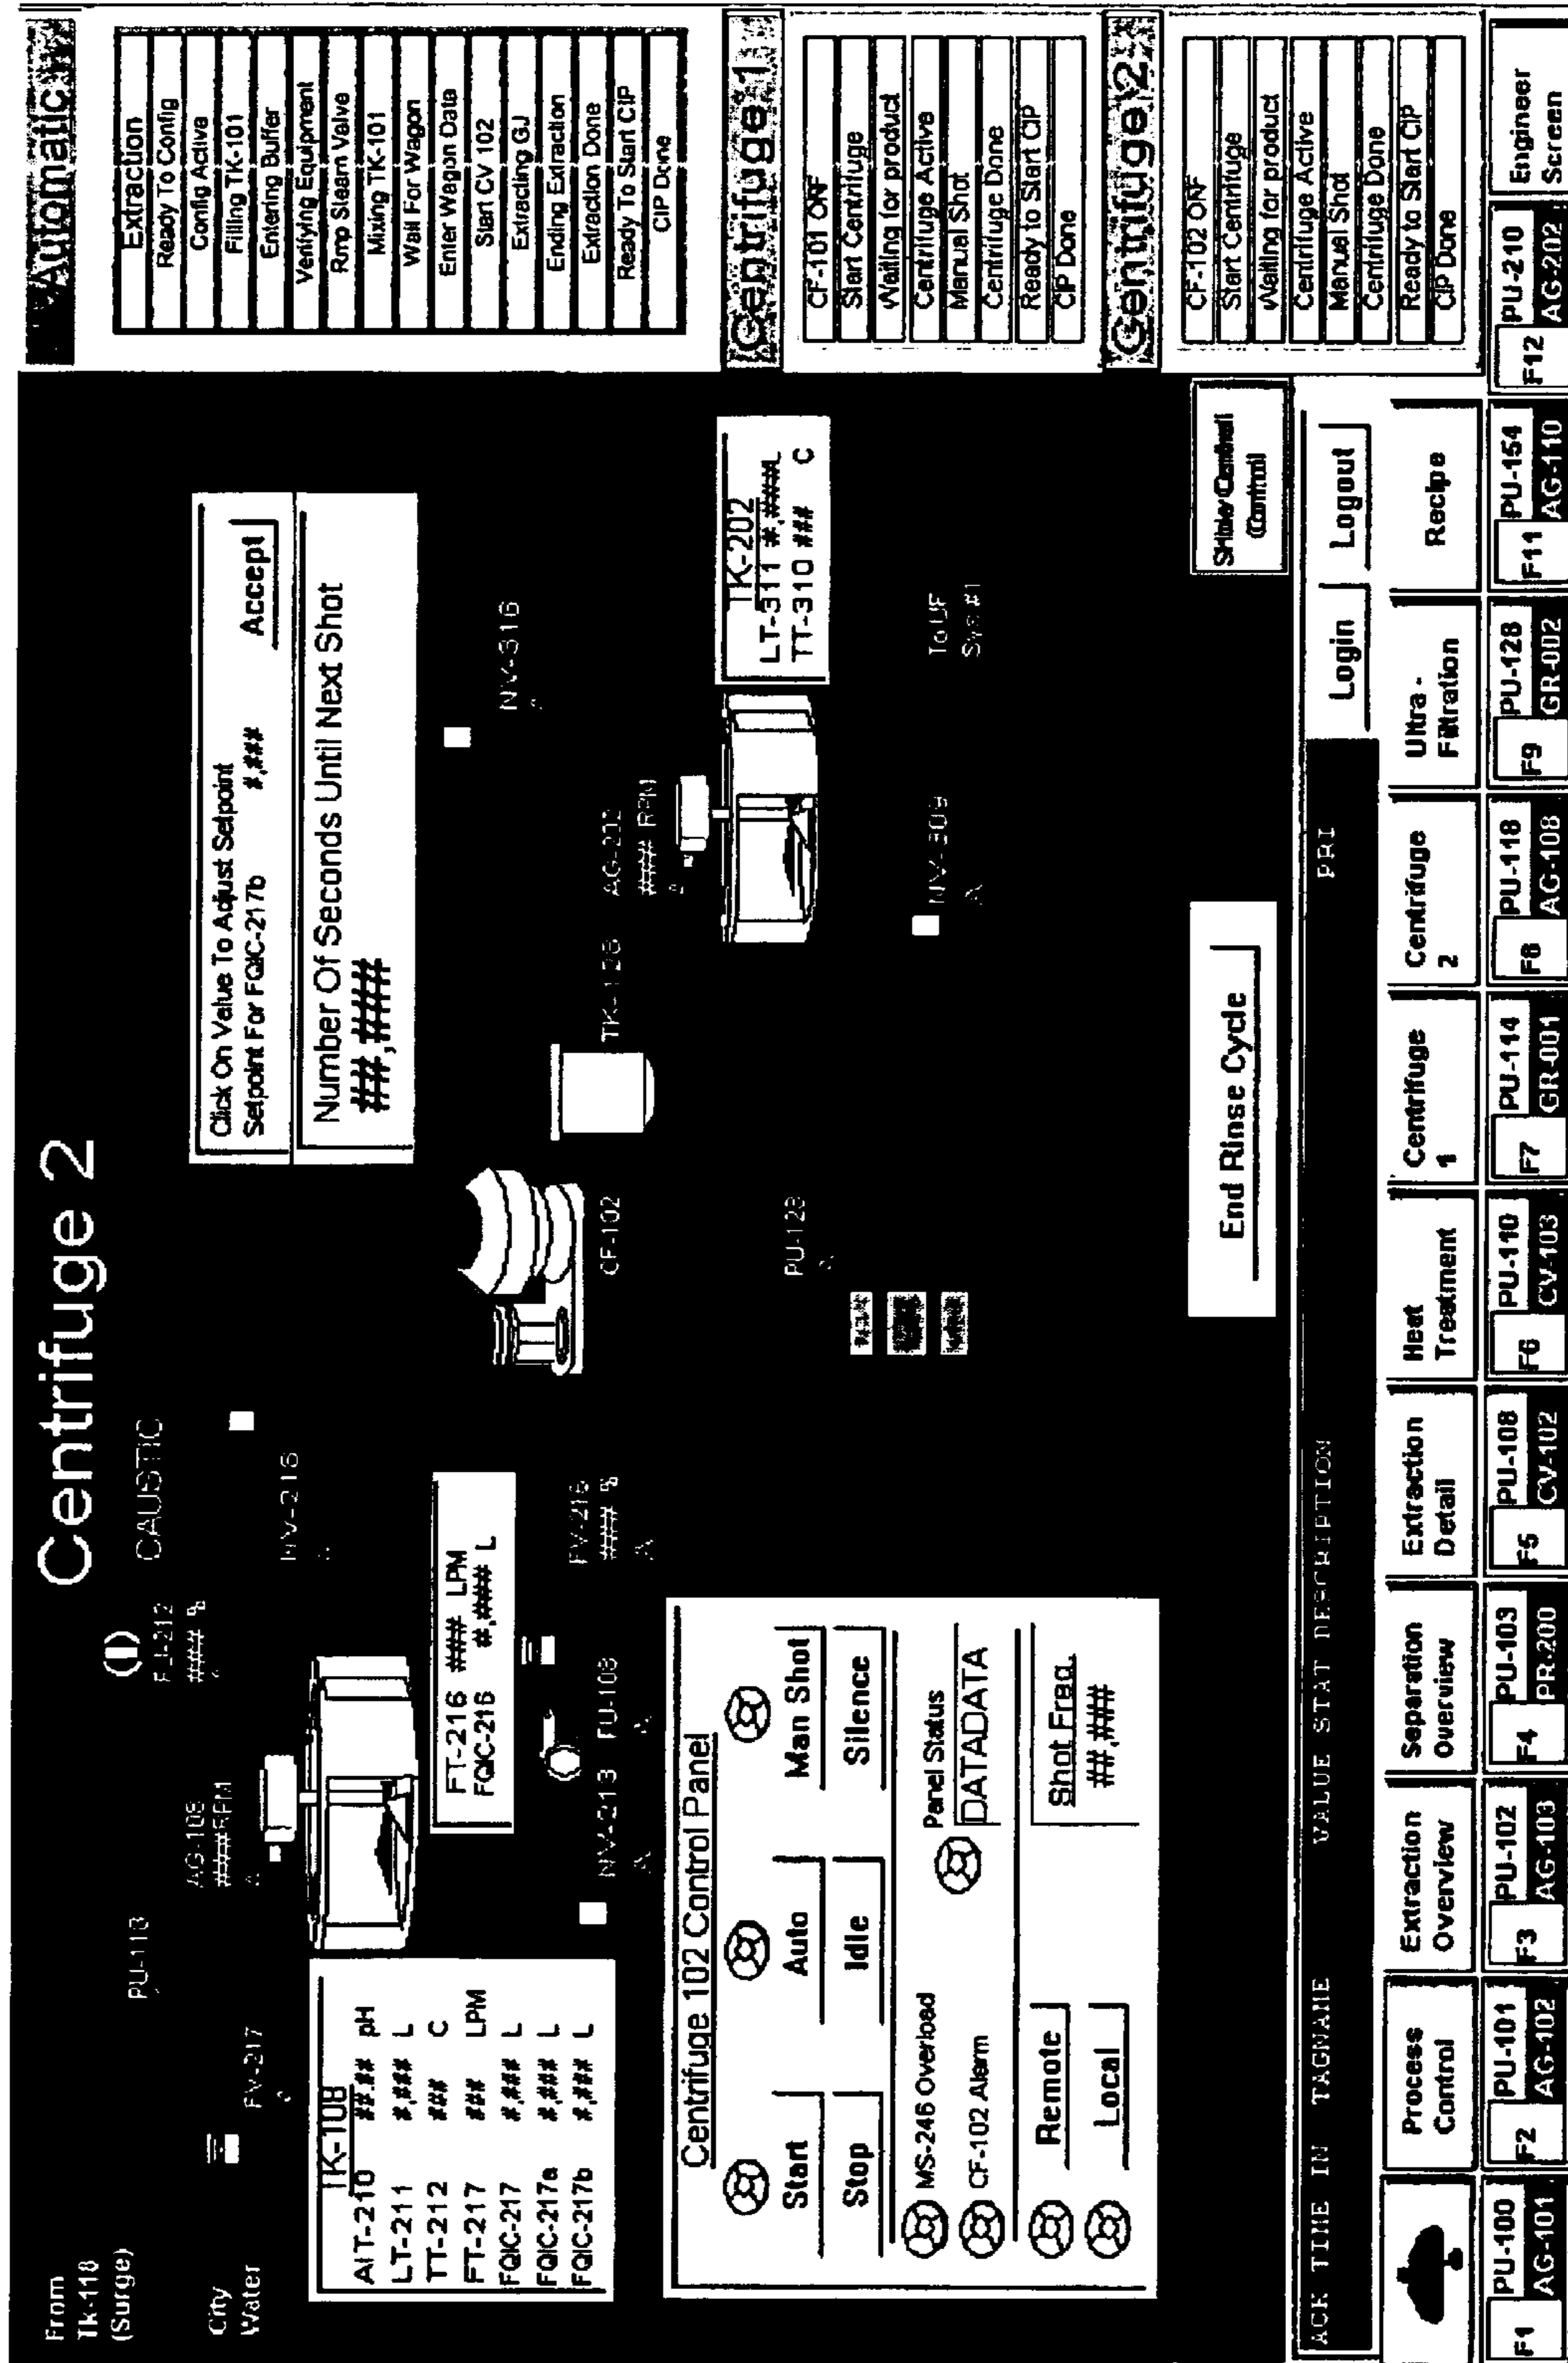 Centrifuge 2
Automatic
From
Tk-118
(Surge)
City
Water
PU-118
FV-217
AG-108
CAUSTIC
NV-216
TK-108
AIT-210 ##.## pH
LT-211 #,### L
TT-212 ### C
FT-217 ### LPM
FQIC-217 #,### L
FQIC-217a #,### L
FQIC-217b #,### L
FT-216 ### LPM
FQIC-216 #,### L
NV-213
FV-216
### %
A
Click On Value To Adjust Setpoint
Setpoint For FQIC-217b #,###
Accept
Number Of Seconds Until Next Shot
##,###
NV-316
CF-102
AG-202
### RPM
TK-202
LT-311 #,### L
TT-310 ### C
PU-128
NV-309
A
To UF
Sys #1
Centrifuge 102 Control Panel
Start
Auto
Man Shot
Stop
Idle
Silence
MS-246 Overload
CF-102 Alarm
Panel Status
DATADATA
Remote
Local
Shot Freq.
##,###
End Rinse Cycle
Control
Extraction
Ready To Config
Config Active
Filling TK-101
Entering Buffer
Verifying Equipment
Rmp Steam Valve
Mixing TK-101
Wait For Wagon
Enter Wagon Data
Start CV 102
Extracting GJ
Ending Extraction
Extraction Done
Ready To Start CIP
CIP Done
Centrifuge 1
CF-101
Start Centrifuge
Waiting for product
Centrifuge Active
Manual Shot
Centrifuge Done
Ready to Start CIP
CIP Done
Centrifuge 2
CF-102
Start Centrifuge
Waiting for product
Centrifuge Active
Manual Shot
Centrifuge Done
Ready to Start CIP
CIP Done
ACK TIME IN TAGNAME VALUE STAT DESCRIPTION PRI
Login
Logout
Process
Control
Extraction
Overview
Separation
Overview
Extraction
Detail
Heat
Treatment
Centrifuge
1
Centrifuge
2
Ultra -
Filtration
Recipe
Engineer
Screen
F1 PU-100
AG-101
F2 PU-101
AG-102
F3 PU-102
AG-103
F4 PU-103
PR-200
F5 PU-108
CV-102
F6 PU-110
CV-103
F7 PU-114
GR-001
F8 PU-118
AG-108
F9 PU-128
GR-002
F11 PU-154
AG-110
F12 PU-210
AG-202